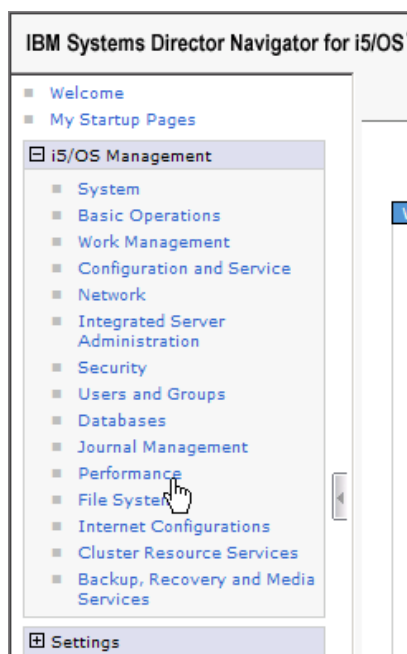 IBM Systems Director Navigator for i5/OS
Welcome
My Startup Pages
i5/OS Management
System
Basic Operations
Work Management
Configuration and Service
Network
Integrated Server
Administration
Security
Users and Groups
Databases
Journal Management
Performance
File System
Internet Configurations
Cluster Resource Services
Backup, Recovery and Media
Services
Settings